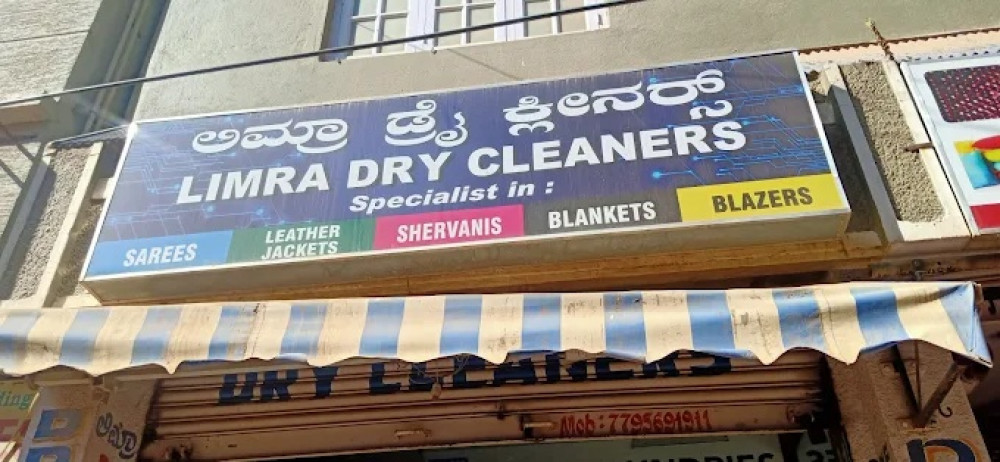 ಲಿಮ್ರಾ ಡ್ರೈ ಕ್ಲೀನರ್ಸ್
LIMRA DRY CLEANERS
Specialist in :
SAREES
LEATHER
JACKETS
SHERVANIS
BLANKETS
BLAZERS
DRY CLEANERS
Mob: 7795691911